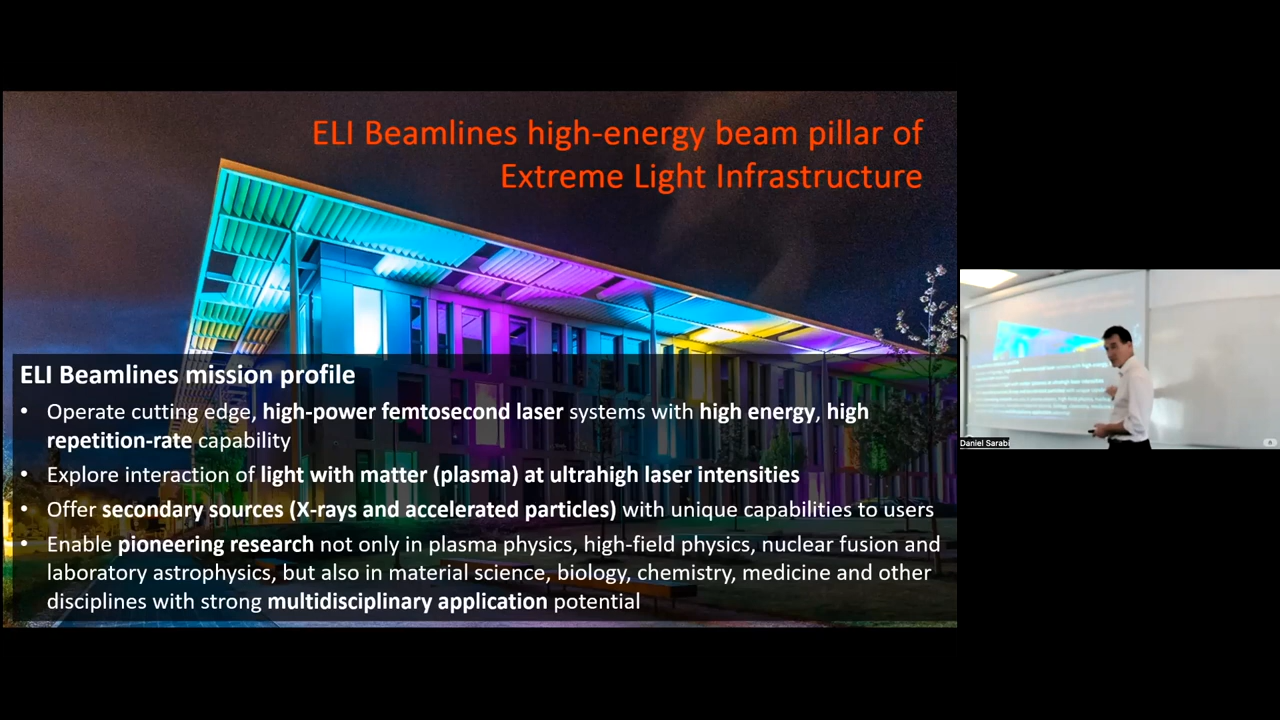 ELI Beamlines high-energy beam pillar of
Extreme Light Infrastructure
ELI Beamlines mission profile
• Operate cutting edge, high-power femtosecond laser systems with high energy, high
repetition-rate capability
• Explore interaction of light with matter (plasma) at ultrahigh laser intensities
• Offer secondary sources (X-rays and accelerated particles) with unique capabilities to users
• Enable pioneering research not only in plasma physics, high-field physics, nuclear fusion and
laboratory astrophysics, but also in material science, biology, chemistry, medicine and other
disciplines with strong multidisciplinary application potential
Daniel Sarabi